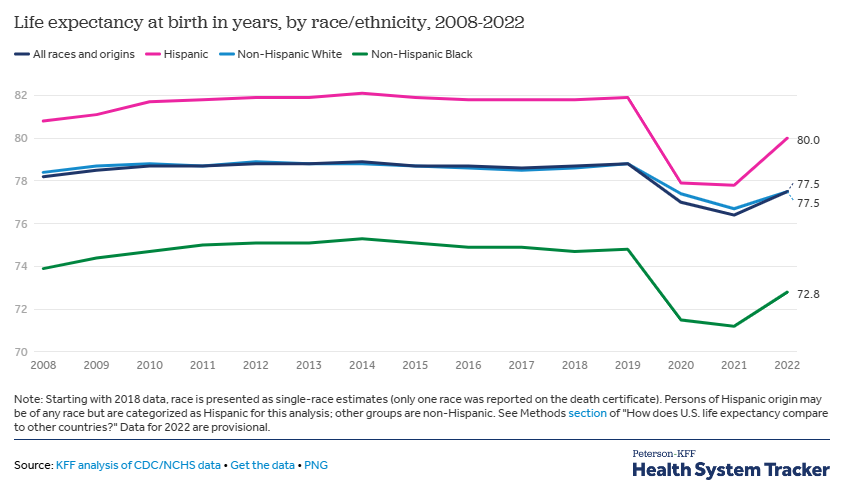 Life expectancy at birth in years, by race/ethnicity, 2008-2022
All races and origins Hispanic Non-Hispanic White Non-Hispanic Black
82
80
78
76
74
72
70
80.0
77.5
77.5
72.8
2008 2009 2010 2011 2012 2013 2014 2015 2016 2017 2018 2019 2020 2021 2022
Note: Starting with 2018 data, race is presented as single-race estimates (only one race was reported on the death certificate). Persons of Hispanic origin may
be of any race but are categorized as Hispanic for this analysis; other groups are non-Hispanic. See Methods section of "How does U.S. life expectancy compare
to other countries?" Data for 2022 are provisional.
Source: KFF analysis of CDC/NCHS data • Get the data • PNG
Peterson-KFF
Health System Tracker